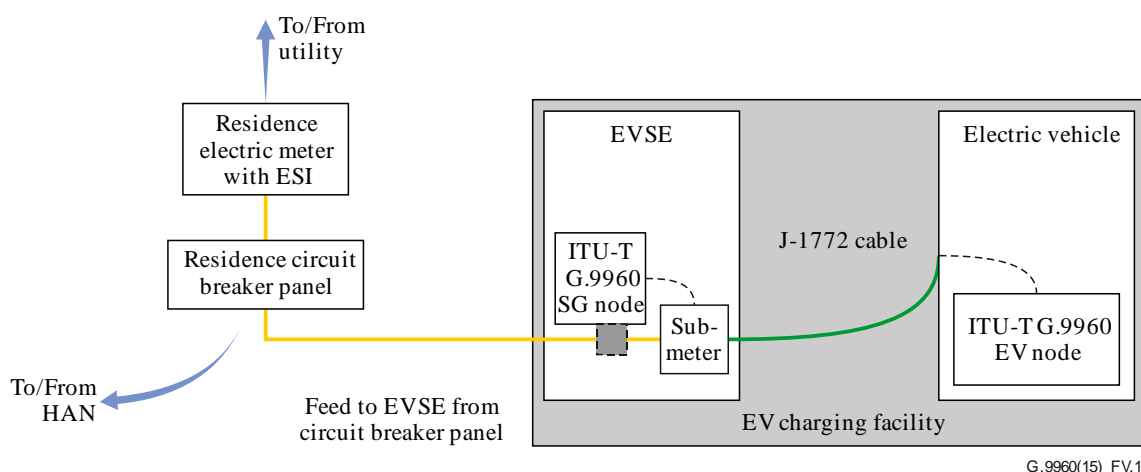 To/From
utility
Residence
electric meter
with ESI
Residence circuit
breaker panel
To/From
HAN
Feed to EVSE from
circuit breaker panel
EVSE
ITU-T
G.9960
SG node
Sub-
meter
J-1772 cable
Electric vehicle
ITU-T G.9960
EV node
EV charging facility
G.9960(15)_FV.1